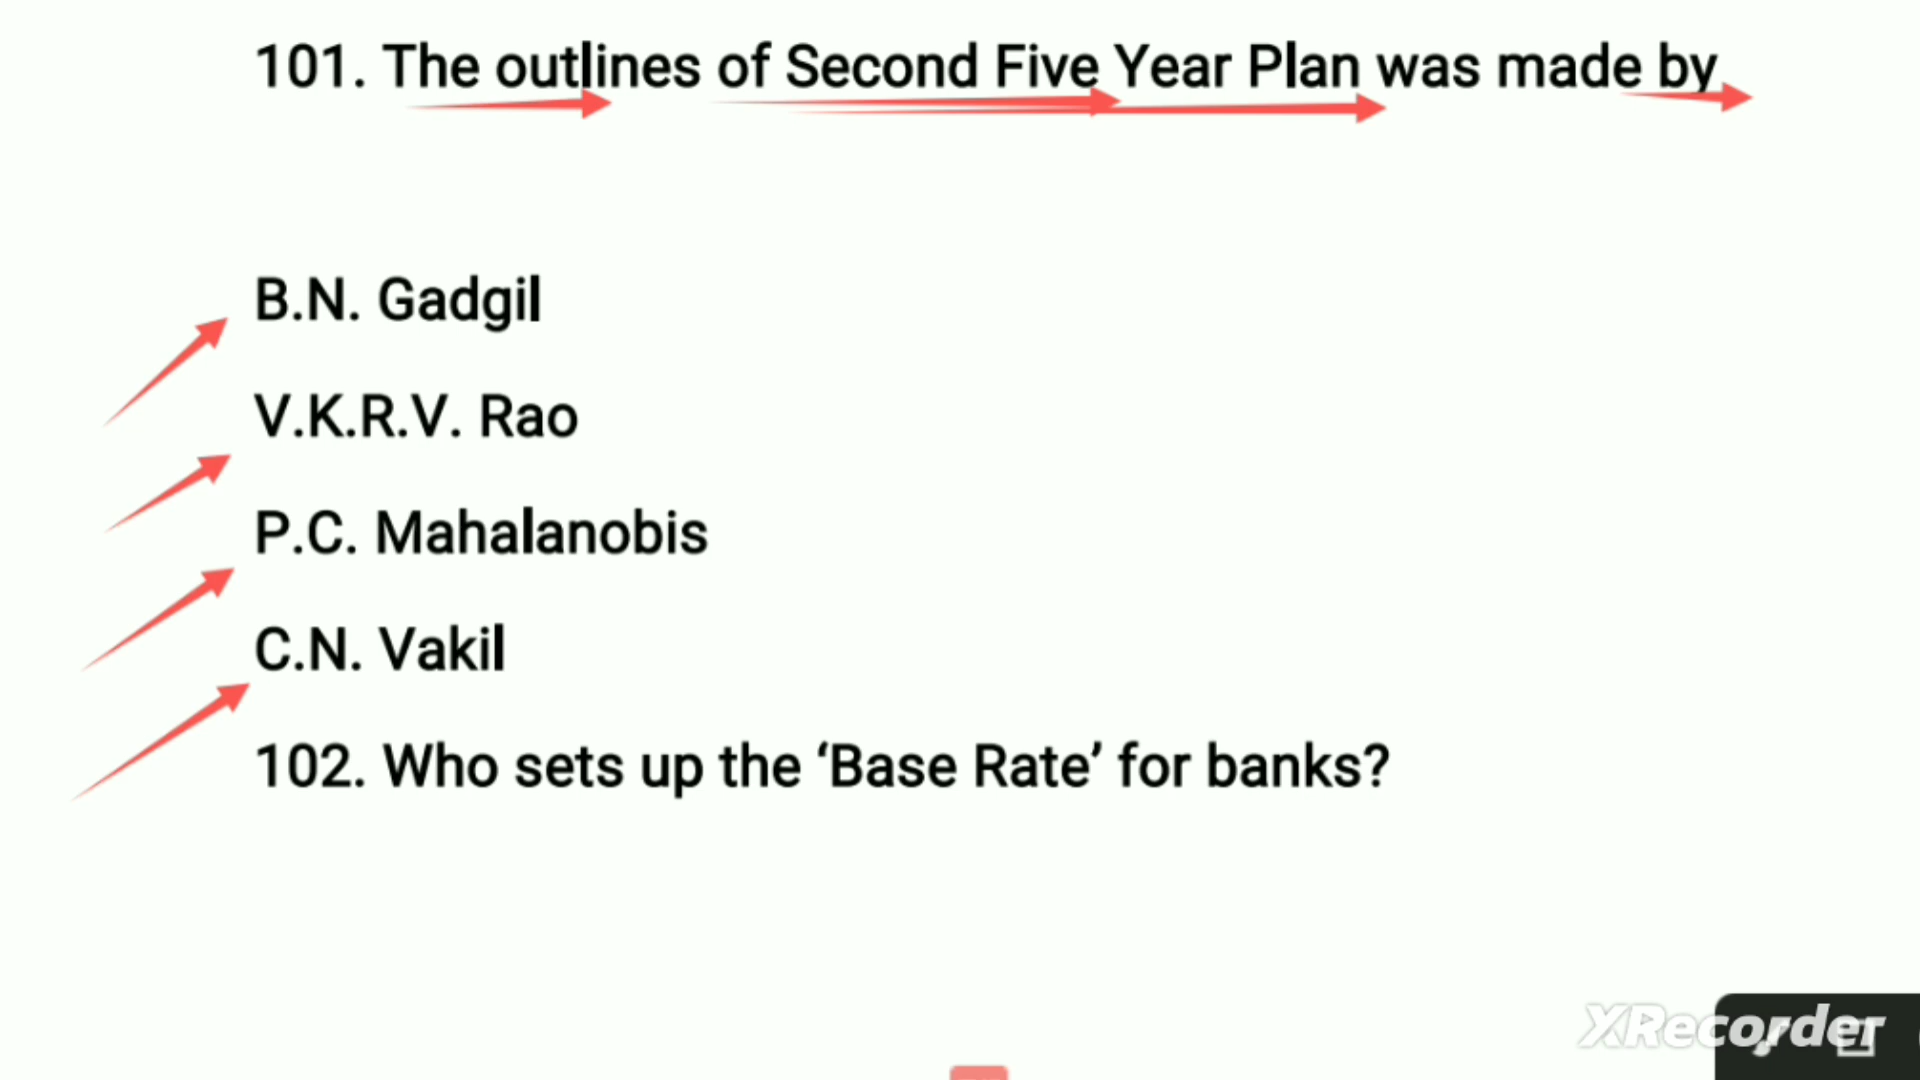 101. The outlines of Second Five Year Plan was made by
B.N. Gadgil
V.K.R.V. Rao
P.C. Mahalanobis
C.N. Vakil
102. Who sets up the ‘Base Rate’ for banks?
XRecorder